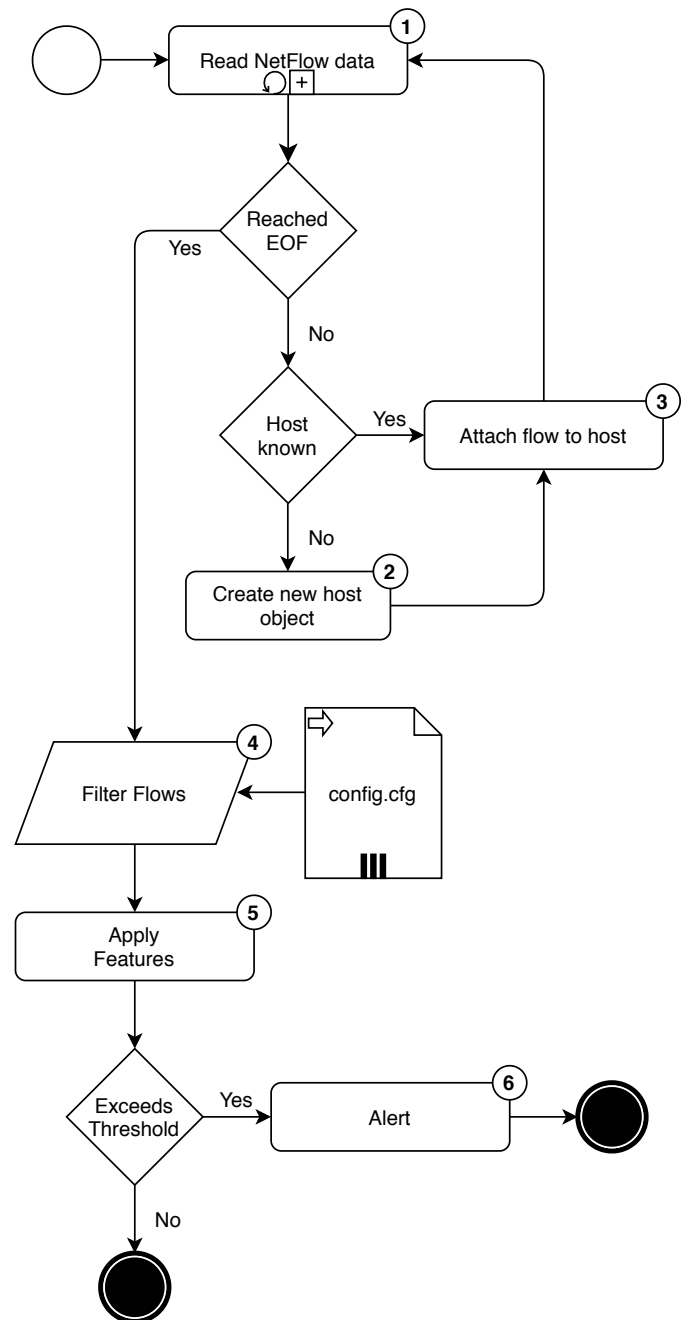 1
Read NetFlow data
+
Reached
EOF
Yes
No
Host
known
Yes
3
Attach flow to host
No
2
Create new host
object
4
Filter Flows
config.cfg
5
Apply
Features
Exceeds
Threshold
Yes
6
Alert
No